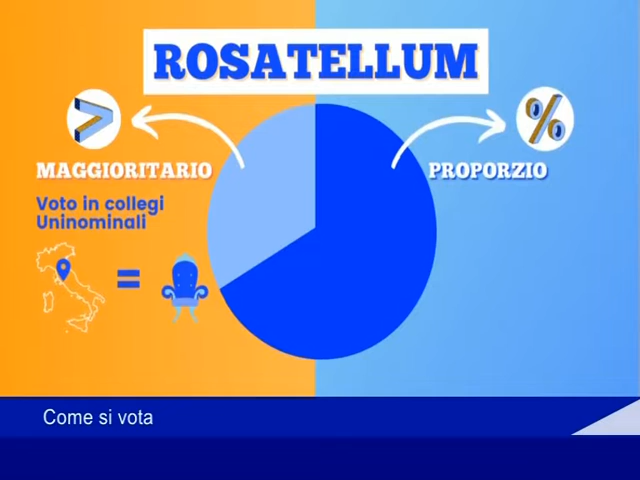 ROSATELLUM
MAGGIORITARIO
PROPORZIO
Voto in collegi
Uninominali
=
Come si vota